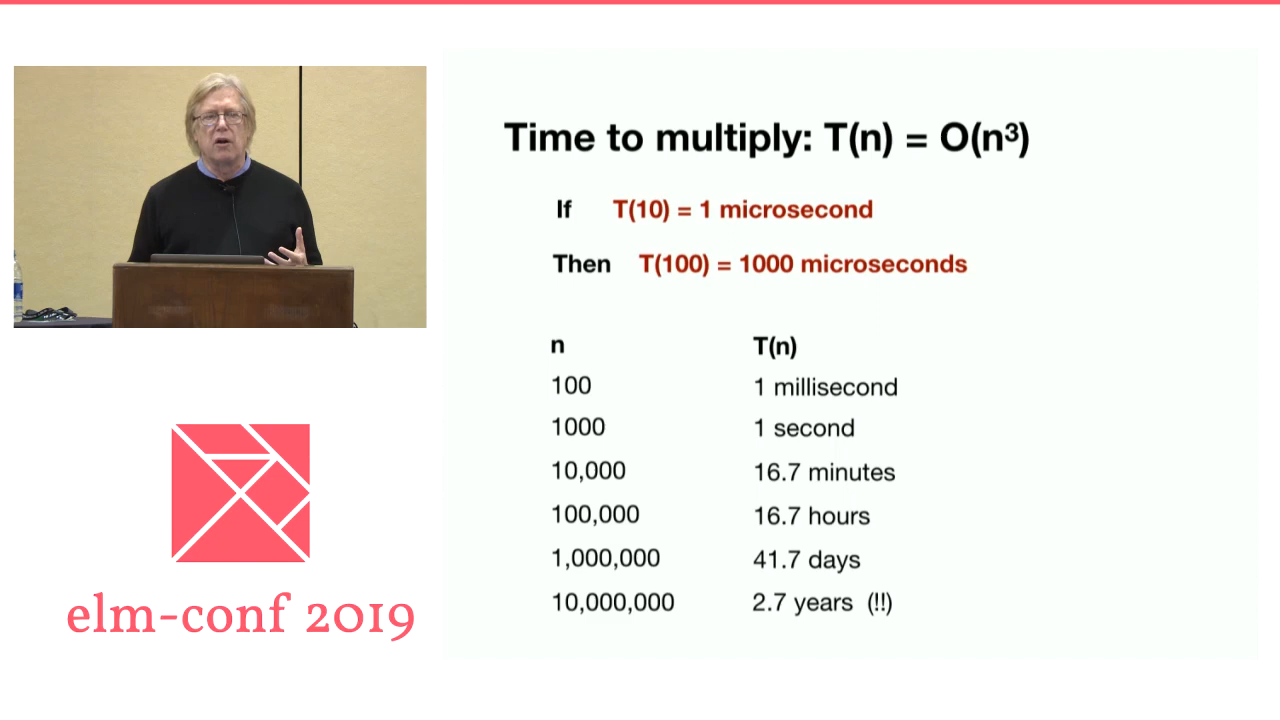 Time to multiply: T(n) = O(n³)
If T(10) = 1 microsecond
Then T(100) = 1000 microseconds
n T(n)
100 1 millisecond
1000 1 second
10,000 16.7 minutes
100,000 16.7 hours
1,000,000 41.7 days
10,000,000 2.7 years (!!)
elm-conf 2019